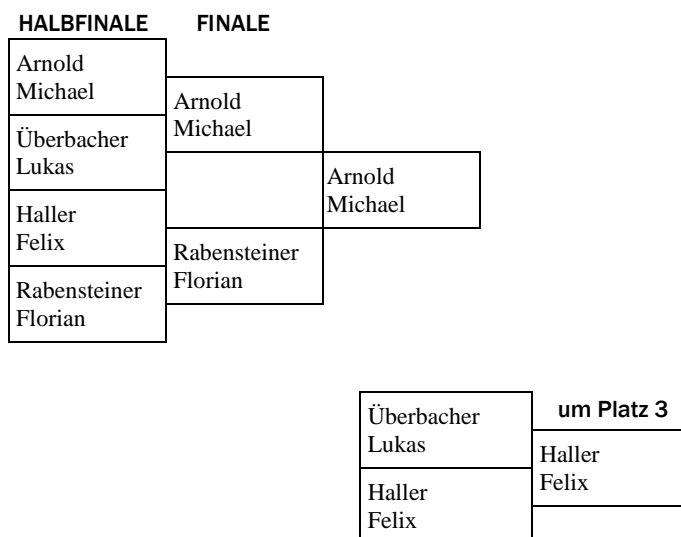 HALBFINALE FINALE
Arnold
Michael
Überbacher
Lukas
Haller
Felix
Rabensteiner
Florian
Arnold
Michael
Rabensteiner
Florian
Arnold
Michael
Überbacher
Lukas
Haller
Felix
um Platz 3
Haller
Felix